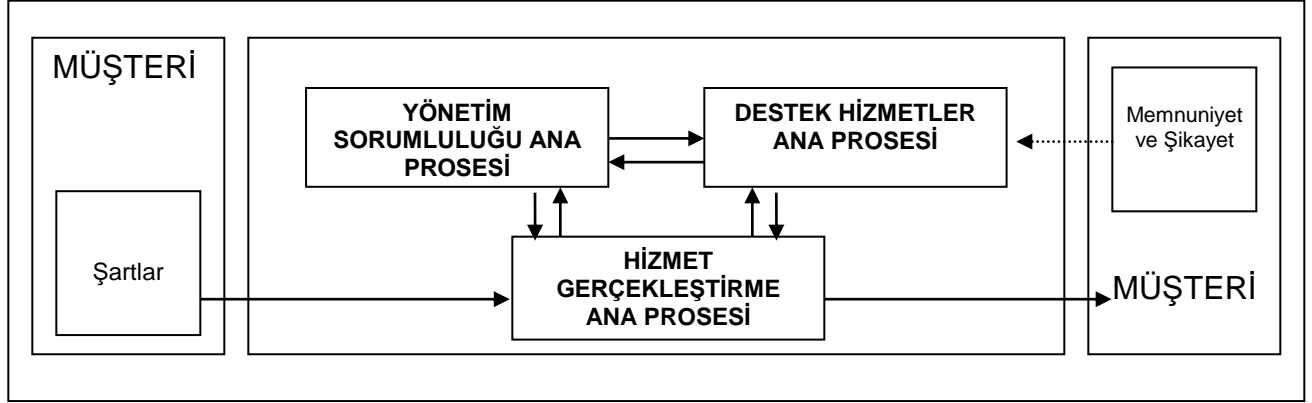 MÜŞTERİ
Şartlar
YÖNETİM
SORUMLULUĞU ANA
PROSESİ
DESTEK HİZMETLER
ANA PROSESİ
HİZMET
GERÇEKLEŞTİRME
ANA PROSESİ
Memnuniyet
ve Şikayet
MÜŞTERİ